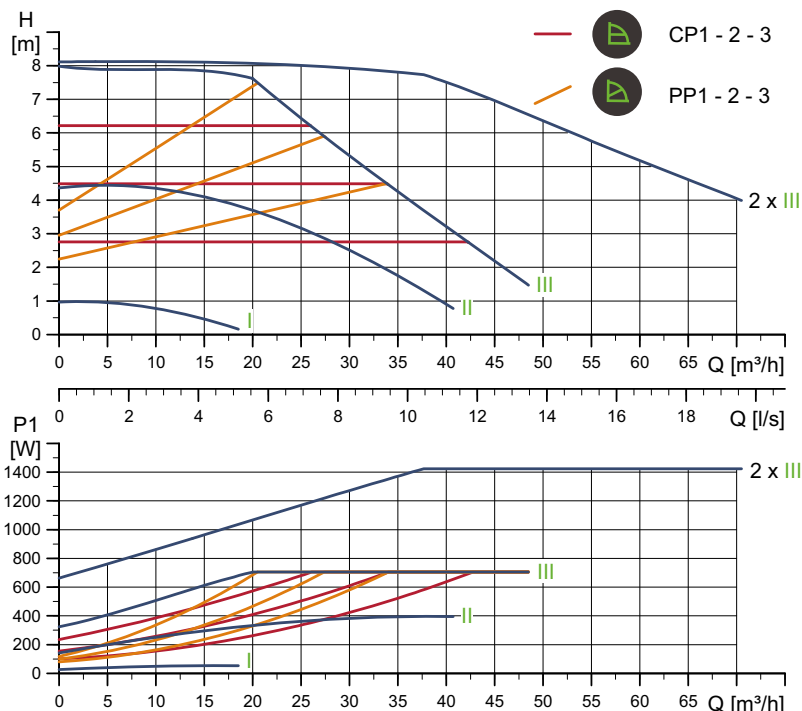 H
[m]
CP1 - 2 - 3
PP1 - 2 - 3
8
7
6
5
4
3
2
1
0
2 x III
III
II
I
0 5 10 15 20 25 30 35 40 45 50 55 60 65 Q [m³/h]
0 2 4 6 8 10 12 14 16 18 Q [l/s]
P1
[W]
1400
1200
1000
800
600
400
200
0
2 x III
III
II
I
0 5 10 15 20 25 30 35 40 45 50 55 60 65 Q [m³/h]